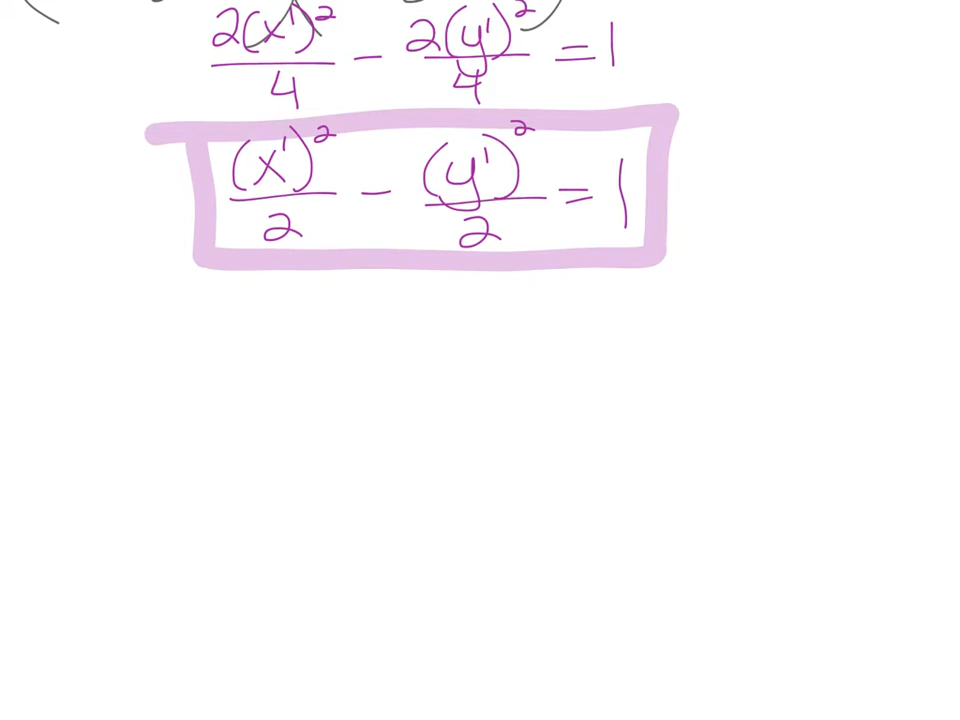 2(x')²/4 - 2(y')²/4 = 1
(x')²/2 - (y')²/2 = 1